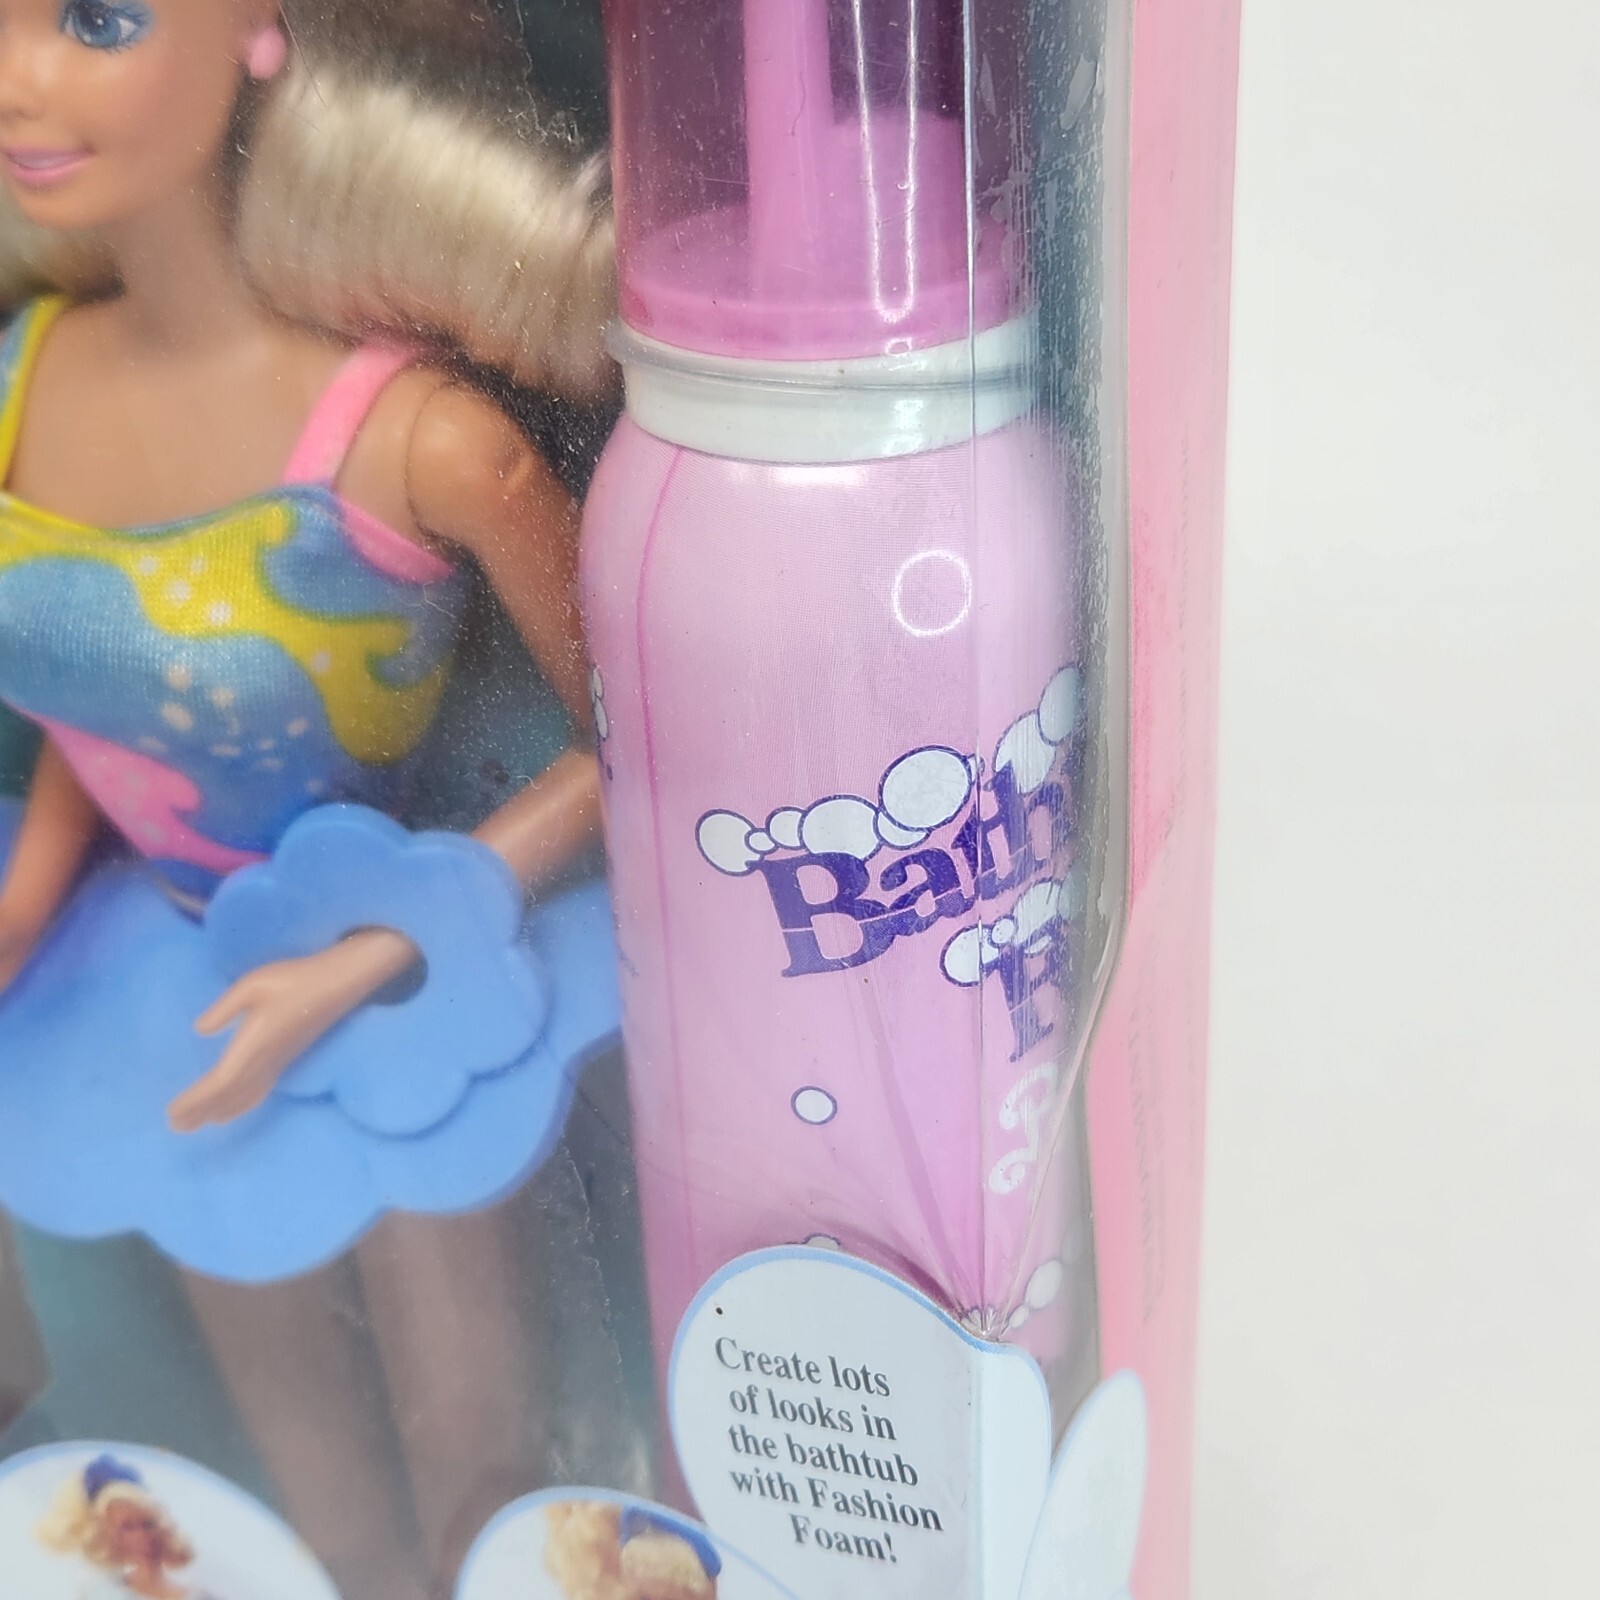 Bath
B
Create lots
of looks in
the bathtub
with Fashion
Foam!